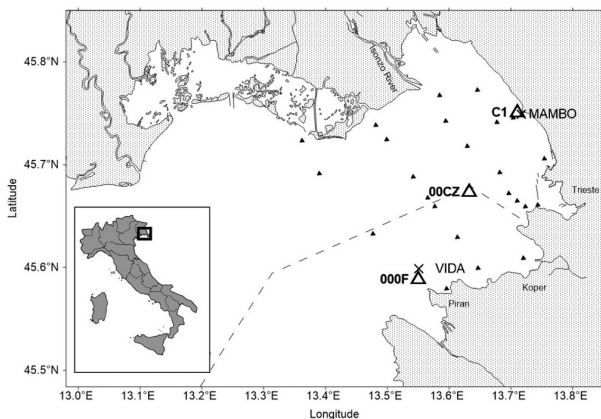 45.8°N
45.7°N
45.6°N
45.5°N
Latitude
Isonzo River
C1
MAMBO
00CZ
Trieste
VIDA
000F
Koper
Piran
13.0°E
13.1°E
13.2°E
13.3°E
13.4°E
13.5°E
13.6°E
13.7°E
13.8°E
Longitude